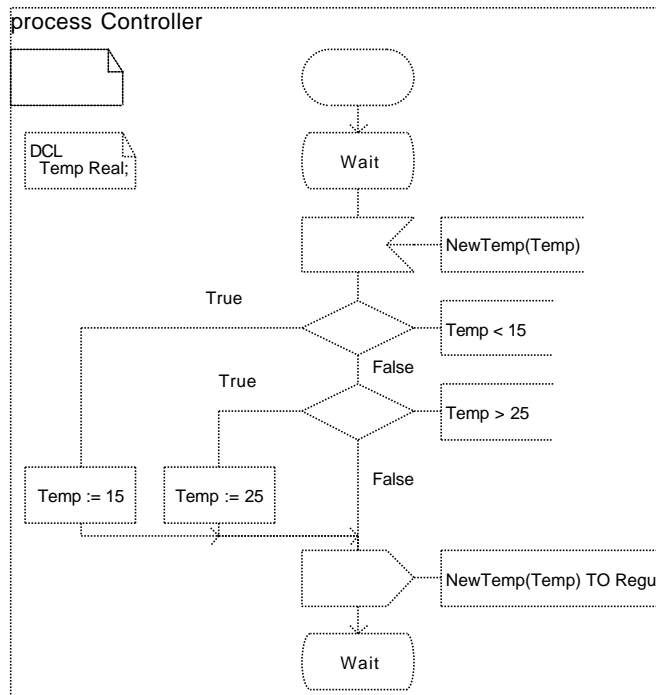 process Controller
DCL
Temp Real;
Wait
NewTemp(Temp)
True
Temp < 15
False
True
Temp > 25
False
Temp := 15
Temp := 25
NewTemp(Temp) TO Regu
Wait